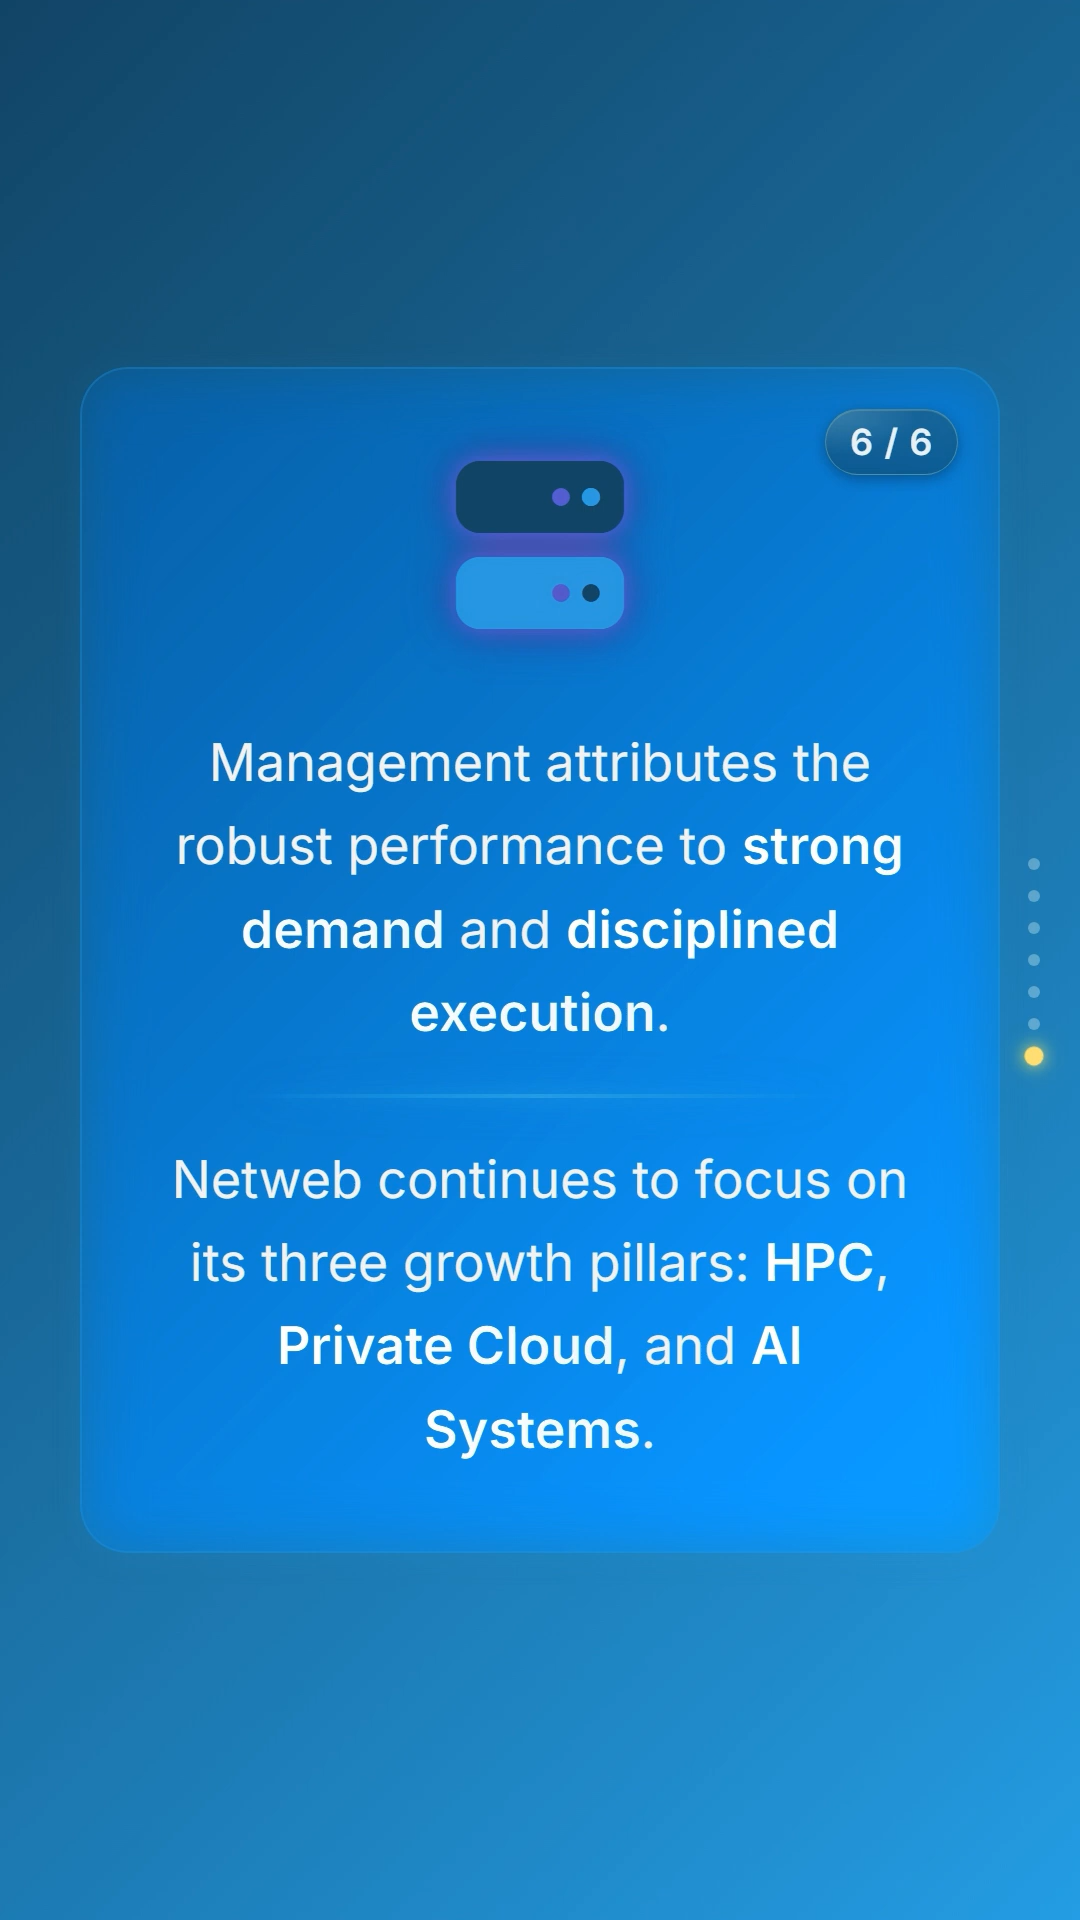 6 / 6
Management attributes the
robust performance to strong
demand and disciplined
execution.
Netweb continues to focus on
its three growth pillars: HPC,
Private Cloud, and AI
Systems.